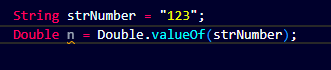 String strNumber = "123";
Double n = Double.valueOf(strNumber);